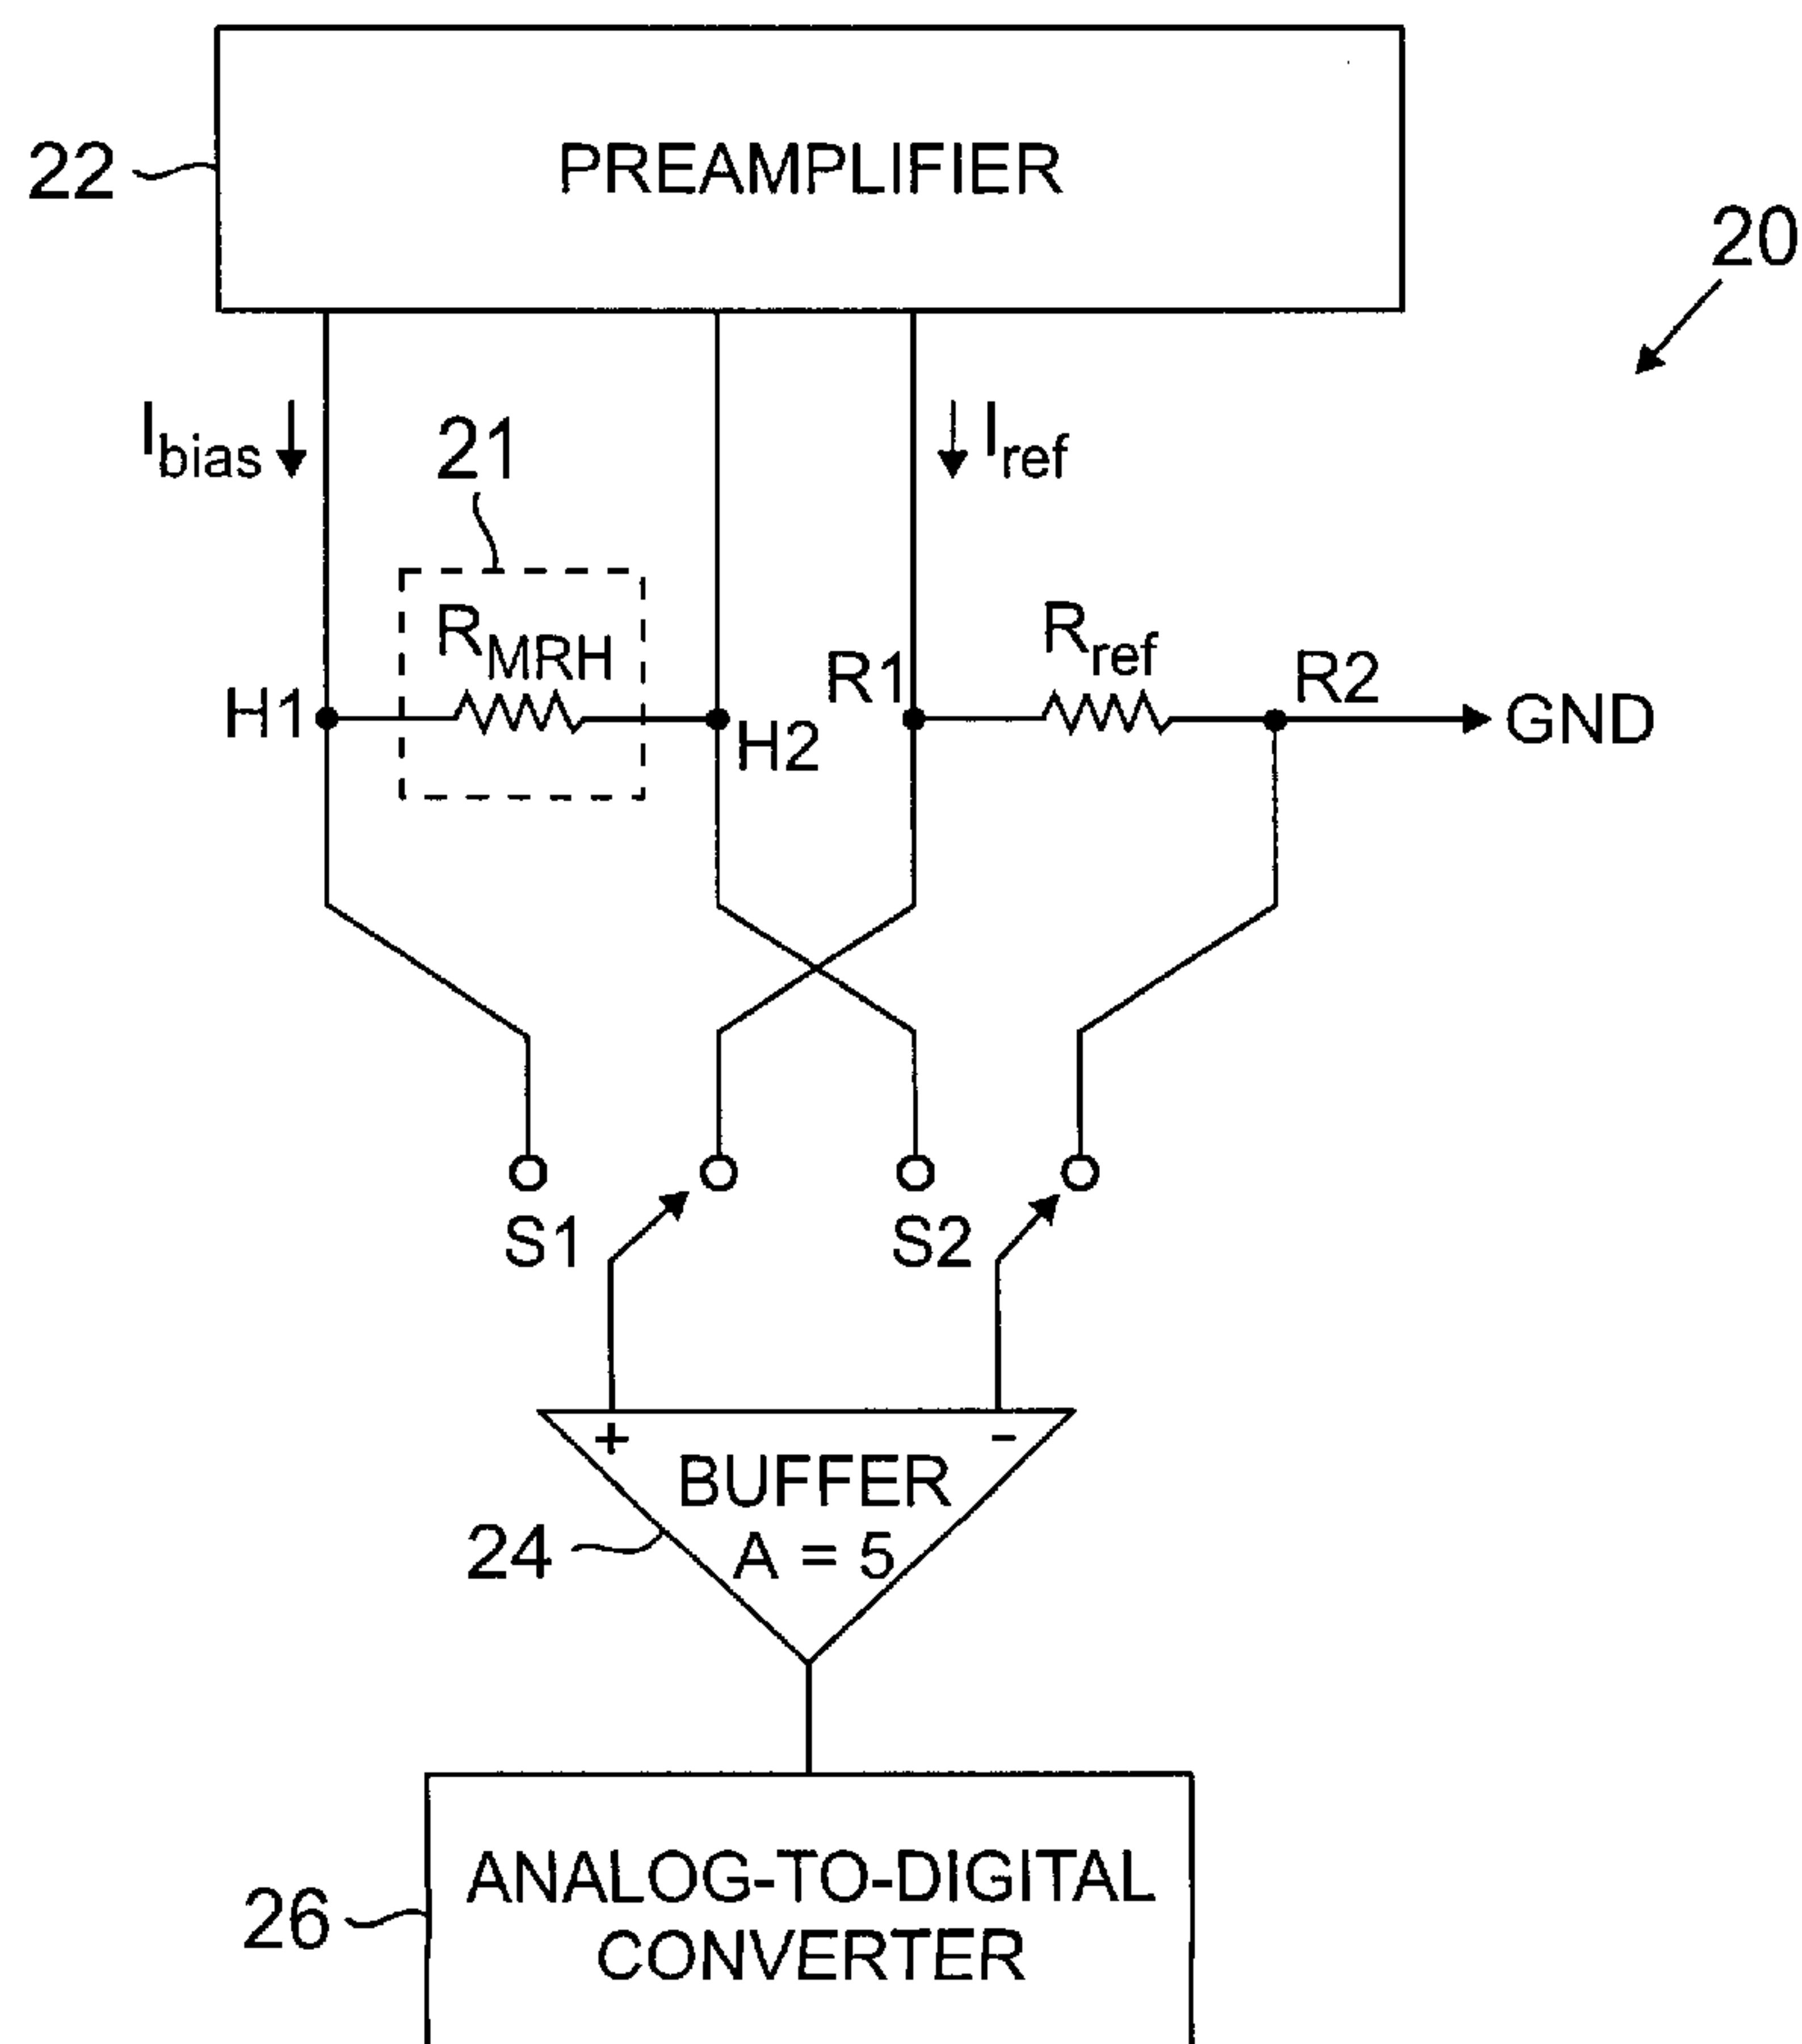 PREAMPLIFIER
22
20
Ibias
Iref
21
RMRH
Rref
R1
R2
H1
H2
GND
S1
S2
+
-
BUFFER
A = 5
24
ANALOG-TO-DIGITAL
CONVERTER
26